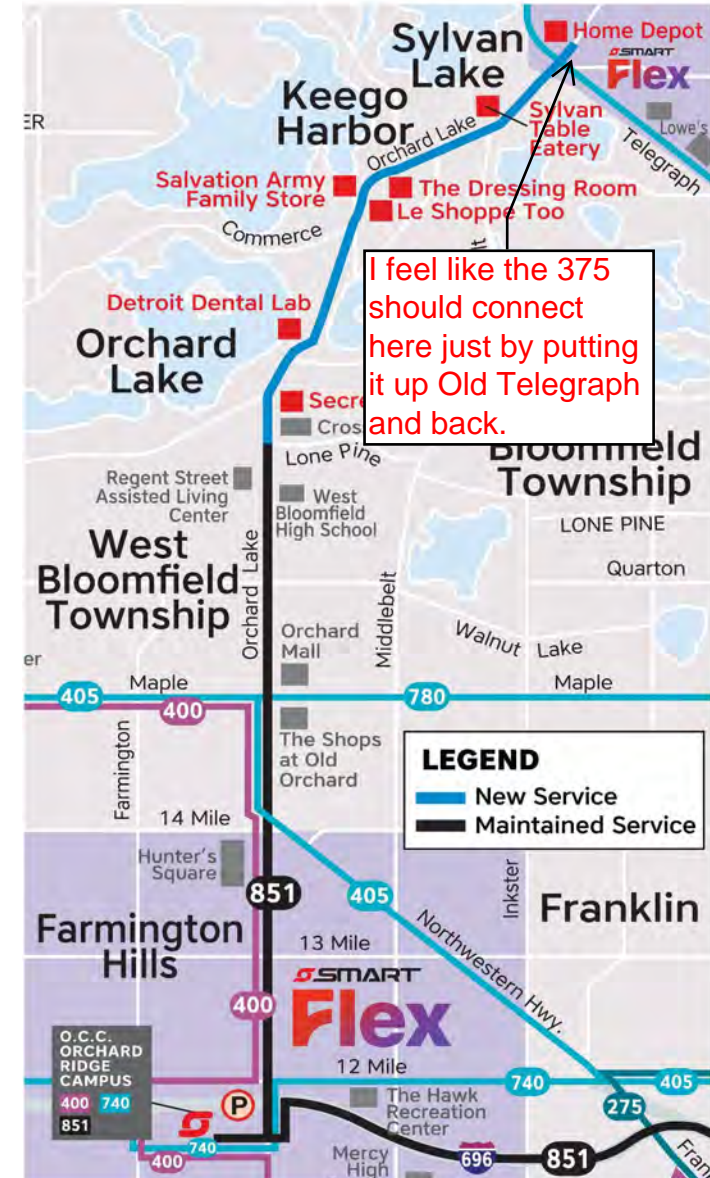 Sylvan
Lake
Home Depot
SMART
Flex
Keego
Harbor
Orchard Lake
Sylvan
Table
Eatery
Lowe's
Telegraph
ER
Salvation Army
Family Store
The Dressing Room
Le Shoppe Too
Commerce
I feel like the 375
should connect
here just by putting
it up Old Telegraph
and back.
Detroit Dental Lab
Orchard
Lake
Secre
Cros
Lone Pine
Bloomfield
Township
Regent Street
Assisted Living
Center
West
Bloomfield
High School
LONE PINE
West
Bloomfield
Township
Orchard Lake
Quarton
Middlebelt
Walnut Lake
Orchard
Mall
er
Maple
Maple
405
400
780
The Shops
at Old
Orchard
LEGEND
New Service
Maintained Service
Farmington
14 Mile
Hunter's
Square
851
405
Inkster
Franklin
Farmington
Hills
13 Mile
Northwestern Hwy.
SMART
Flex
400
12 Mile
O.C.C.
ORCHARD
RIDGE
CAMPUS
400 740
851
P
740
405
275
The Hawk
Recreation
Center
740
400
Mercy
High
696
851
Fran